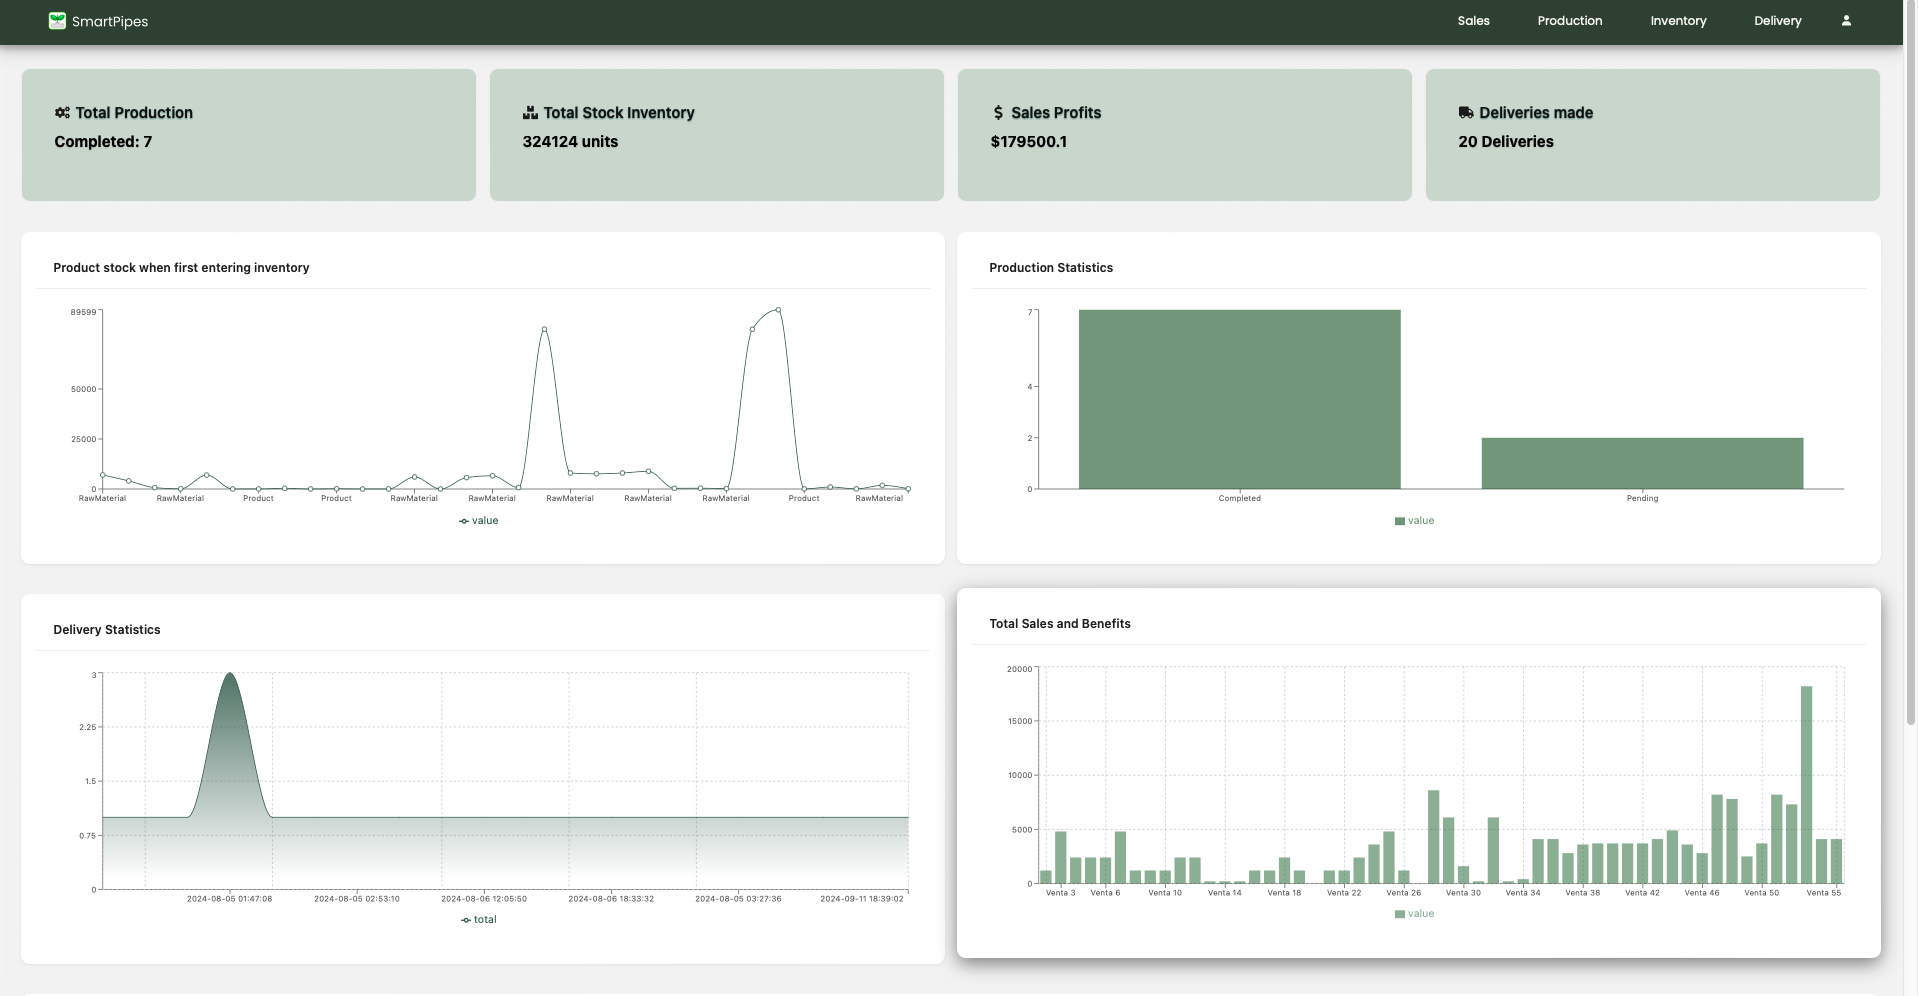 SmartPipes
Sales Production Inventory Delivery
Total Production
Completed: 7
Total Stock Inventory
324124 units
Sales Profits
$179500.1
Deliveries made
20 Deliveries
Product stock when first entering inventory
89599
50000
25000
0
RawMaterial RawMaterial Product Product RawMaterial RawMaterial RawMaterial RawMaterial RawMaterial Product RawMaterial
value
Production Statistics
7
4
2
0
Completed Pending
value
Delivery Statistics
3
2.25
1.5
0.75
0
2024-08-05 01:47:08 2024-08-05 02:53:10 2024-08-06 12:05:50 2024-08-06 18:33:32 2024-08-05 03:27:36 2024-09-11 18:39:02
total
Total Sales and Benefits
20000
15000
10000
5000
0
Venta 3 Venta 6 Venta 10 Venta 14 Venta 18 Venta 22 Venta 26 Venta 30 Venta 34 Venta 38 Venta 42 Venta 46 Venta 50 Venta 55
value